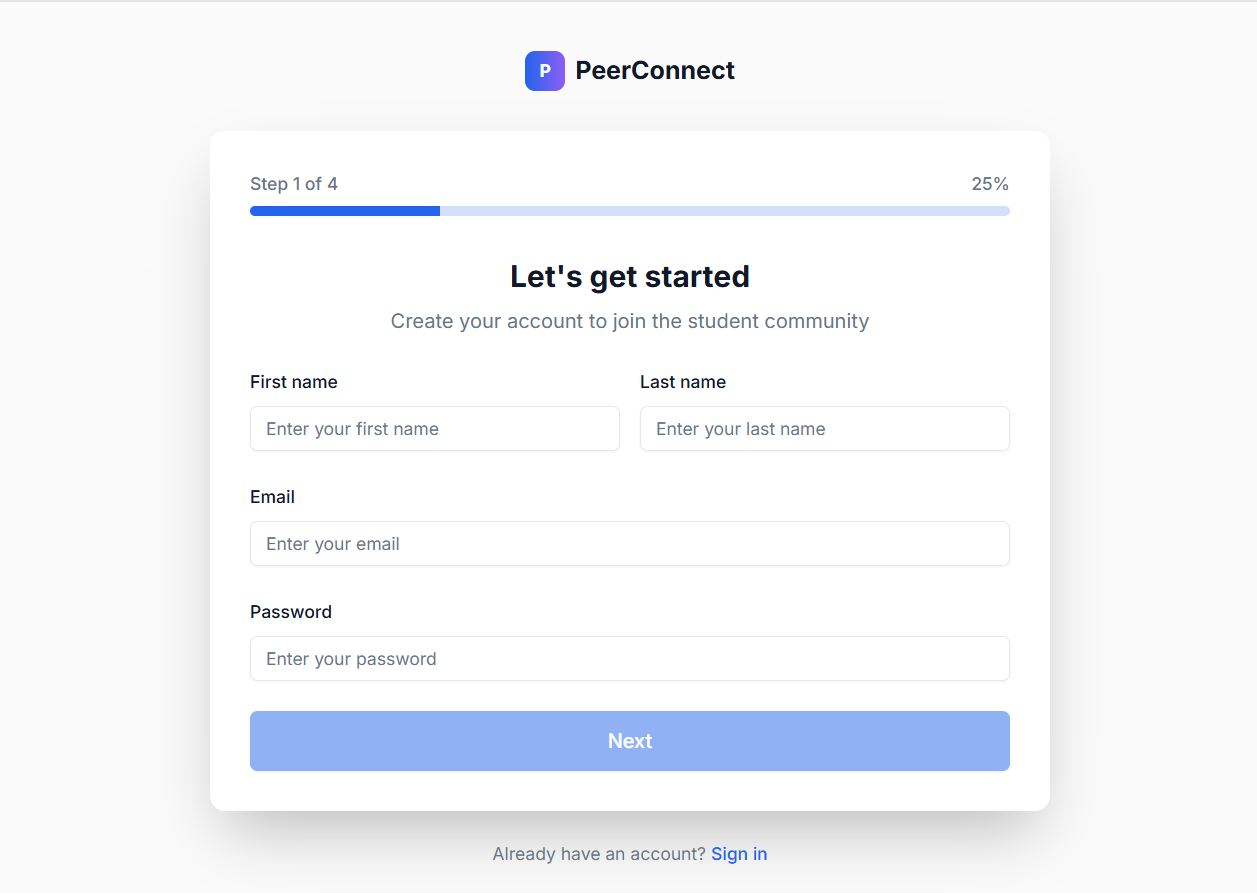 P PeerConnect
Step 1 of 4 25%
Let's get started
Create your account to join the student community
First name Last name
Enter your first name Enter your last name
Email
Enter your email
Password
Enter your password
Next
Already have an account? Sign in